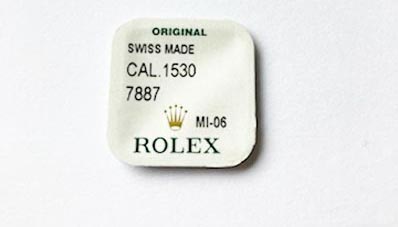 ORIGINAL
SWISS MADE
CAL.1530
7887
MI-06
ROLEX